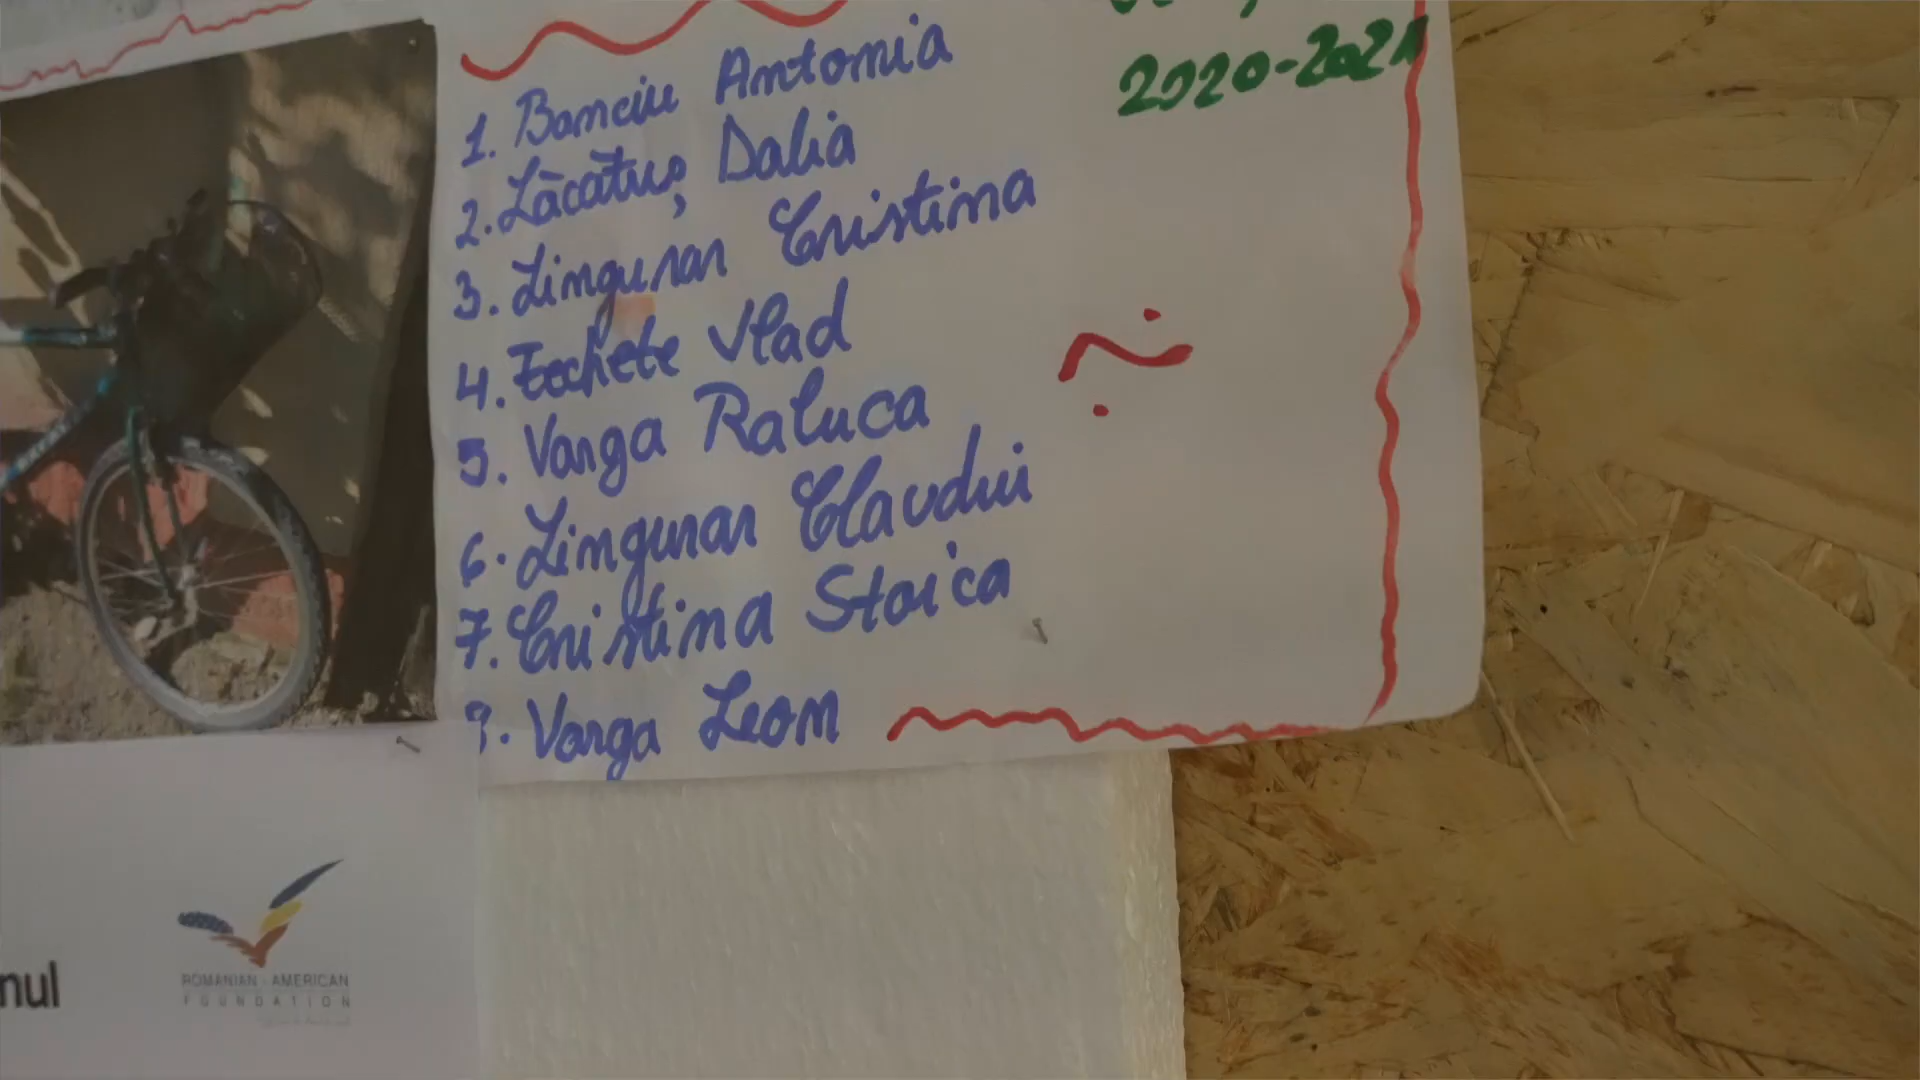 2020-2021
1. Banciu Antonia
2. Lăcătuș Dalia
3. Lingurar Cristina
4. Fechete Vlad
5. Varga Raluca
6. Lingurar Claudiu
7. Cristina Stoica
9. Varga Leon
nul
ROMANIAN - AMERICAN
FOUNDATION